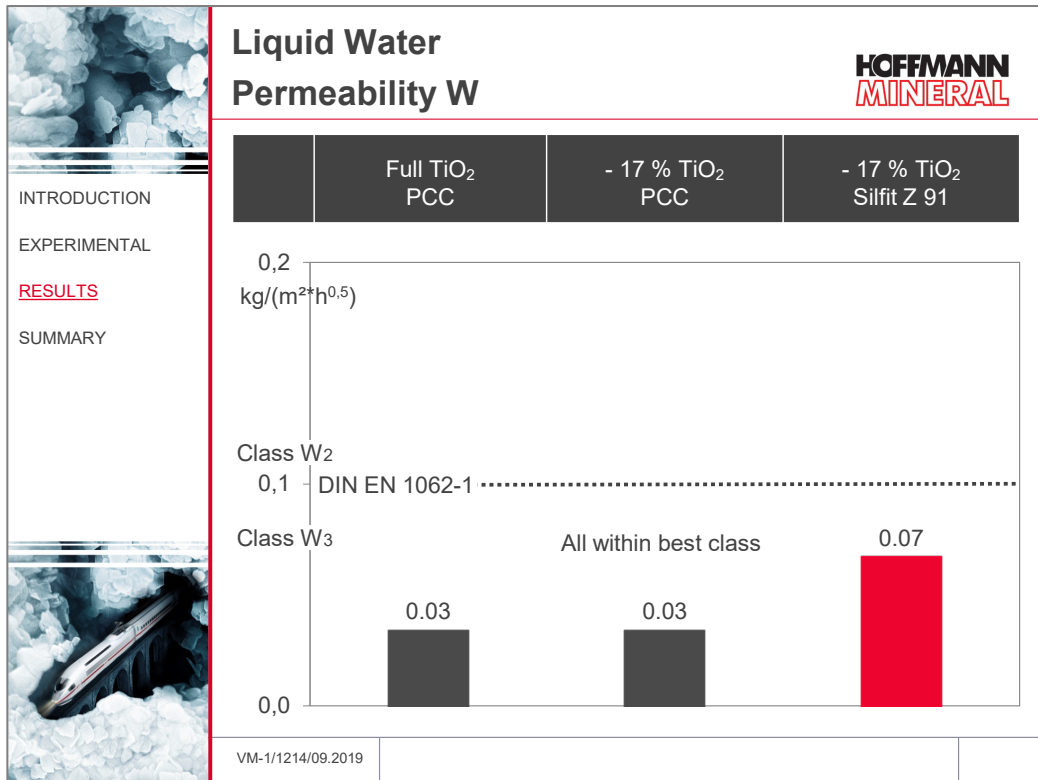 Liquid Water
Permeability W
HOFFMANN
MINERAL
INTRODUCTION
EXPERIMENTAL
RESULTS
SUMMARY
Full TiO₂
PCC
- 17 % TiO₂
PCC
- 17 % TiO₂
Silfit Z 91
0,2
kg/(m²*h⁰,⁵)
Class W2
0,1
DIN EN 1062-1
Class W3
All within best class
0.07
0.03
0.03
0,0
VM-1/1214/09.2019